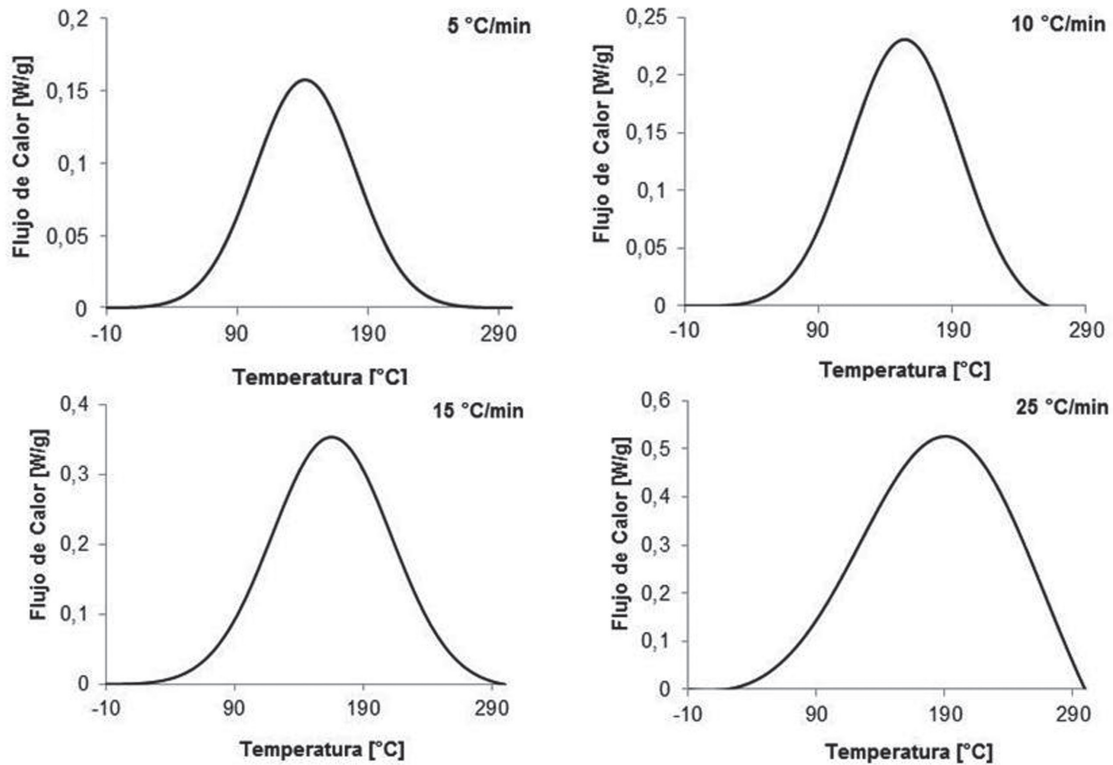 5 °C/min
0,2
0,15
0,1
0,05
0
Flujo de Calor [W/g]
-10 90 190 290
Temperatura [°C]
10 °C/min
0,25
0,2
0,15
0,1
0,05
0
Flujo de Calor [W/g]
-10 90 190 290
Temperatura [°C]
15 °C/min
0,4
0,3
0,2
0,1
0
Flujo de Calor [W/g]
-10 90 190 290
Temperatura [°C]
25 °C/min
0,6
0,5
0,4
0,3
0,2
0,1
0
Flujo de Calor [W/g]
-10 90 190 290
Temperatura [°C]